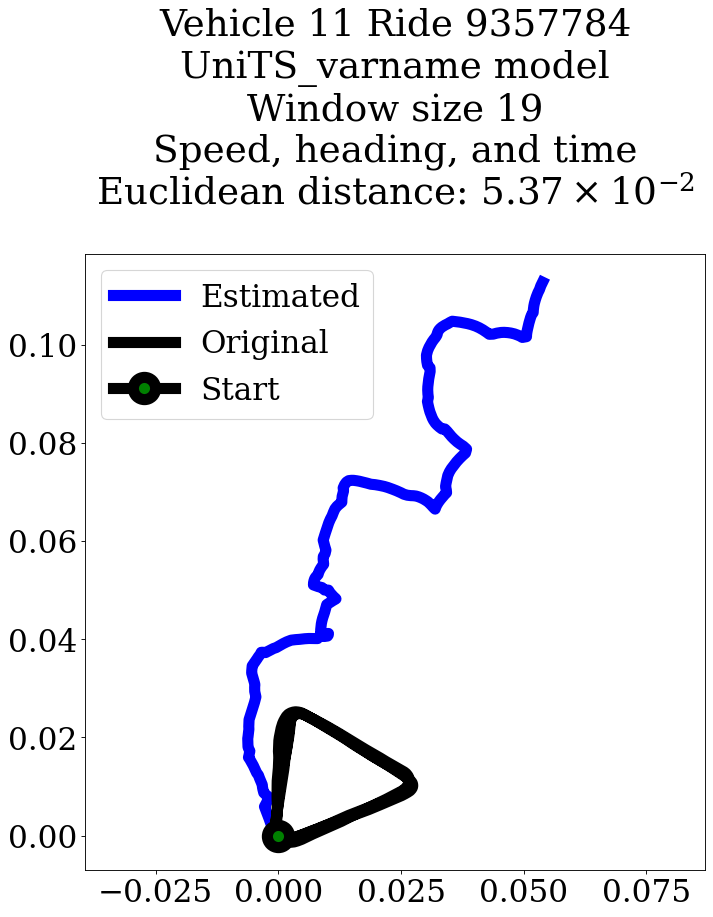 Vehicle 11 Ride 9357784
UniTS_varname model
Window size 19
Speed, heading, and time
Euclidean distance: 5.37 × 10⁻²
Estimated
Original
Start
0.10
0.08
0.06
0.04
0.02
0.00
−0.025 0.000 0.025 0.050 0.075